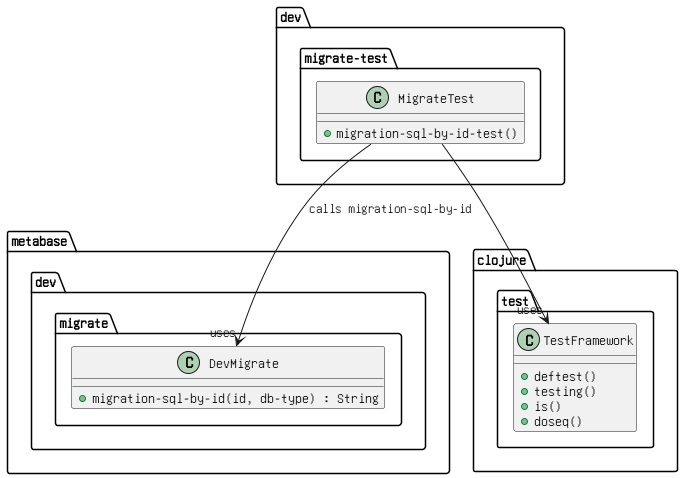 dev
migrate-test
C MigrateTest
migration-sql-by-id-test()
calls migration-sql-by-id
metabase
dev
migrate
uses
C DevMigrate
migration-sql-by-id(id, db-type) : String
clojure
test
uses
C TestFramework
deftest()
testing()
is()
doseq()